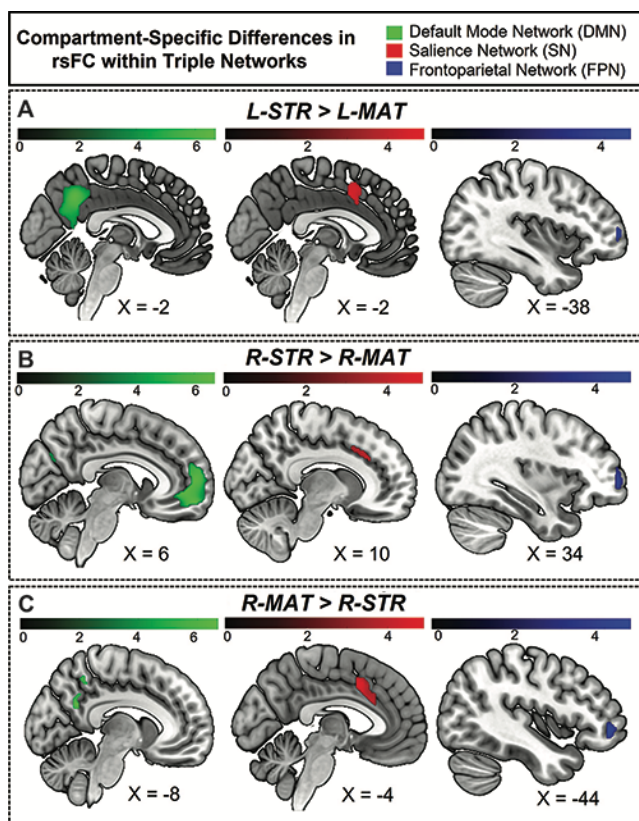 Compartment-Specific Differences in
rsFC within Triple Networks
Default Mode Network (DMN)
Salience Network (SN)
Frontoparietal Network (FPN)
A
L-STR > L-MAT
0 2 4 6
0 2 4
0 2 4
X = -2
X = -2
X = -38
B
R-STR > R-MAT
0 2 4 6
0 2 4
0 2 4
X = 6
X = 10
X = 34
C
R-MAT > R-STR
0 2 4 6
0 2 4
0 2 4
X = -8
X = -4
X = -44